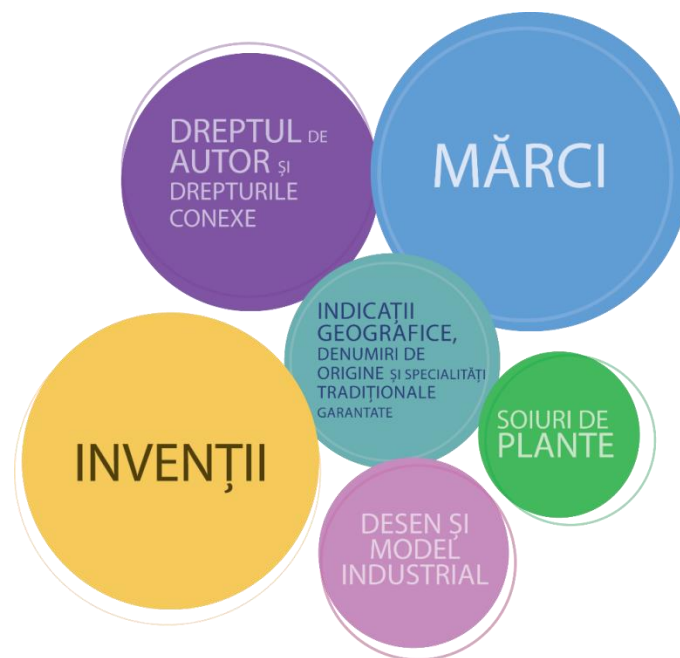 DREPTUL DE
AUTOR ȘI
DREPTURILE
CONEXE
MĂRCI
INDICAȚII
GEOGRAFICE,
DENUMIRI DE
ORIGINE ȘI SPECIALITĂȚI
TRADIȚIONALE
GARANTATE
SOIURI DE
PLANTE
INVENȚII
DESEN ȘI
MODEL
INDUSTRIAL